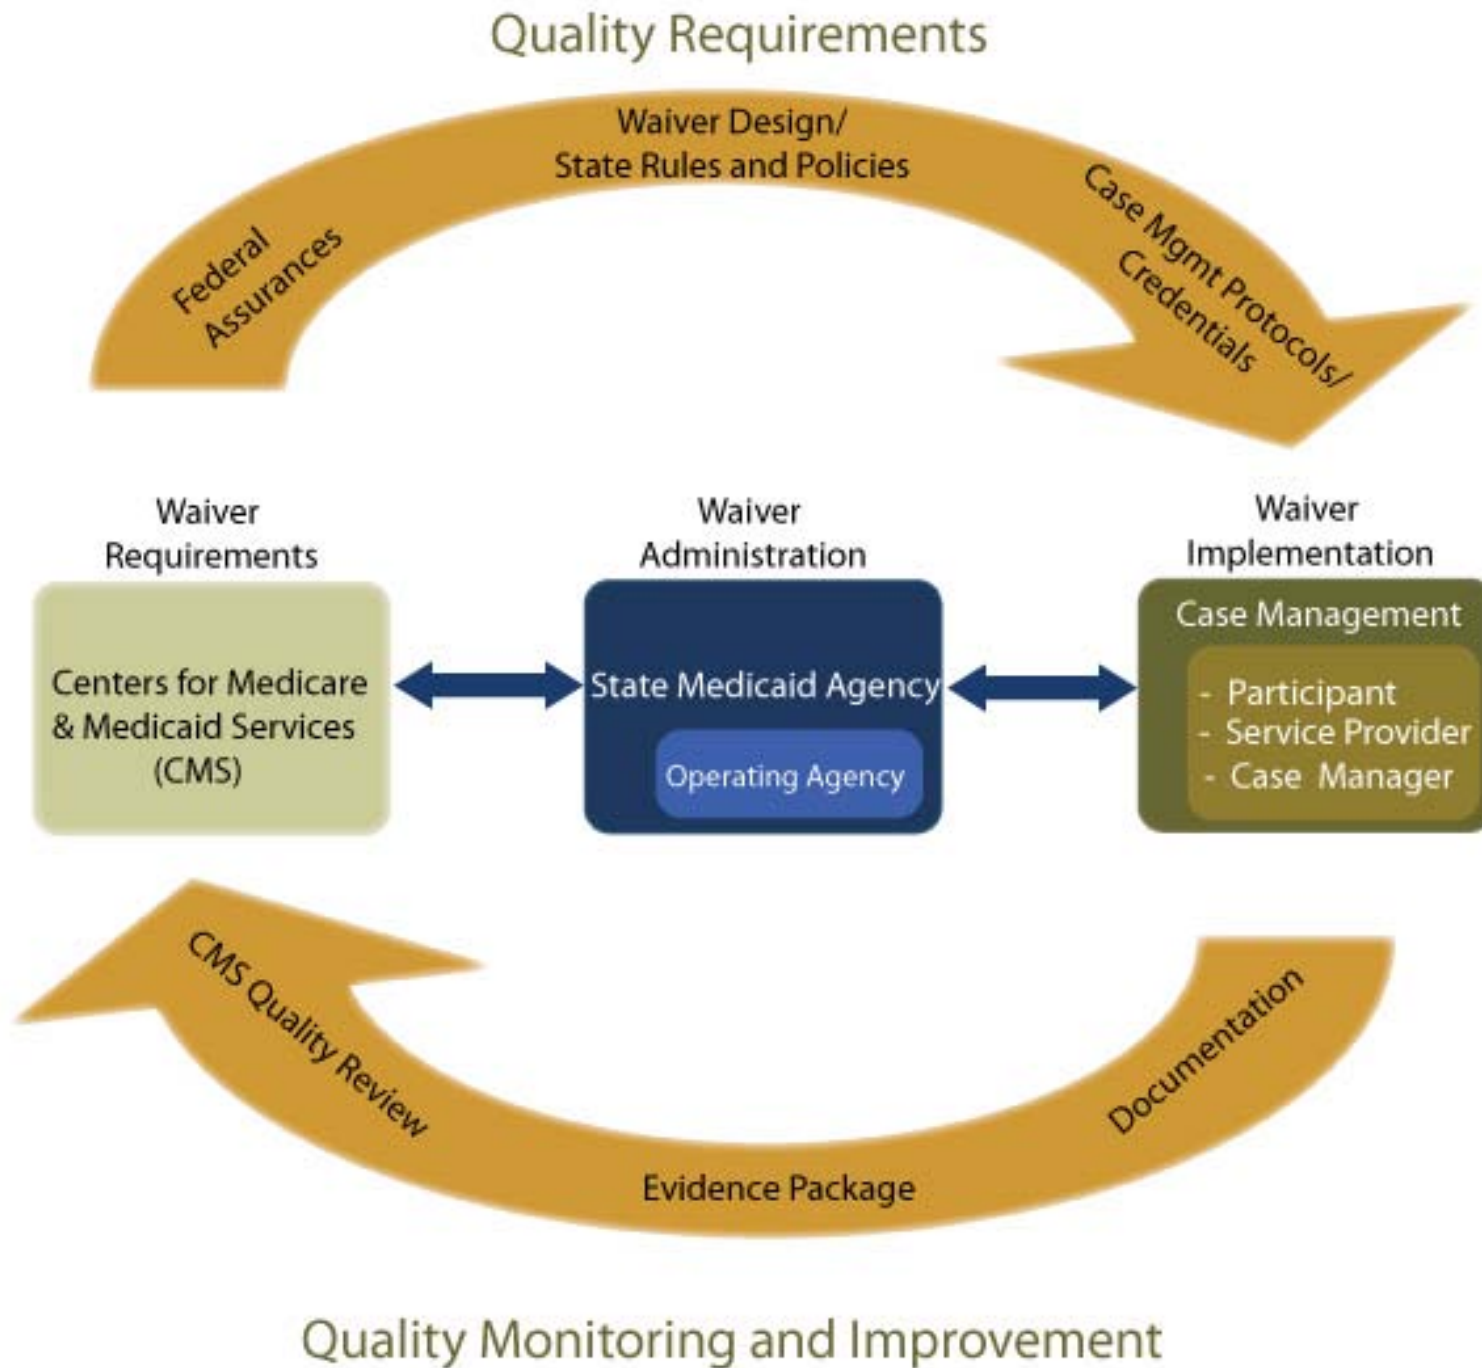 Quality Requirements
Waiver Design/
State Rules and Policies
Federal
Assurances
Case Mgmt Protocols/
Credentials
Waiver
Requirements
Waiver
Administration
Waiver
Implementation
Centers for Medicare
& Medicaid Services
(CMS)
State Medicaid Agency
Operating Agency
Case Management
- Participant
- Service Provider
- Case Manager
CMS Quality Review
Evidence Package
Documentation
Quality Monitoring and Improvement